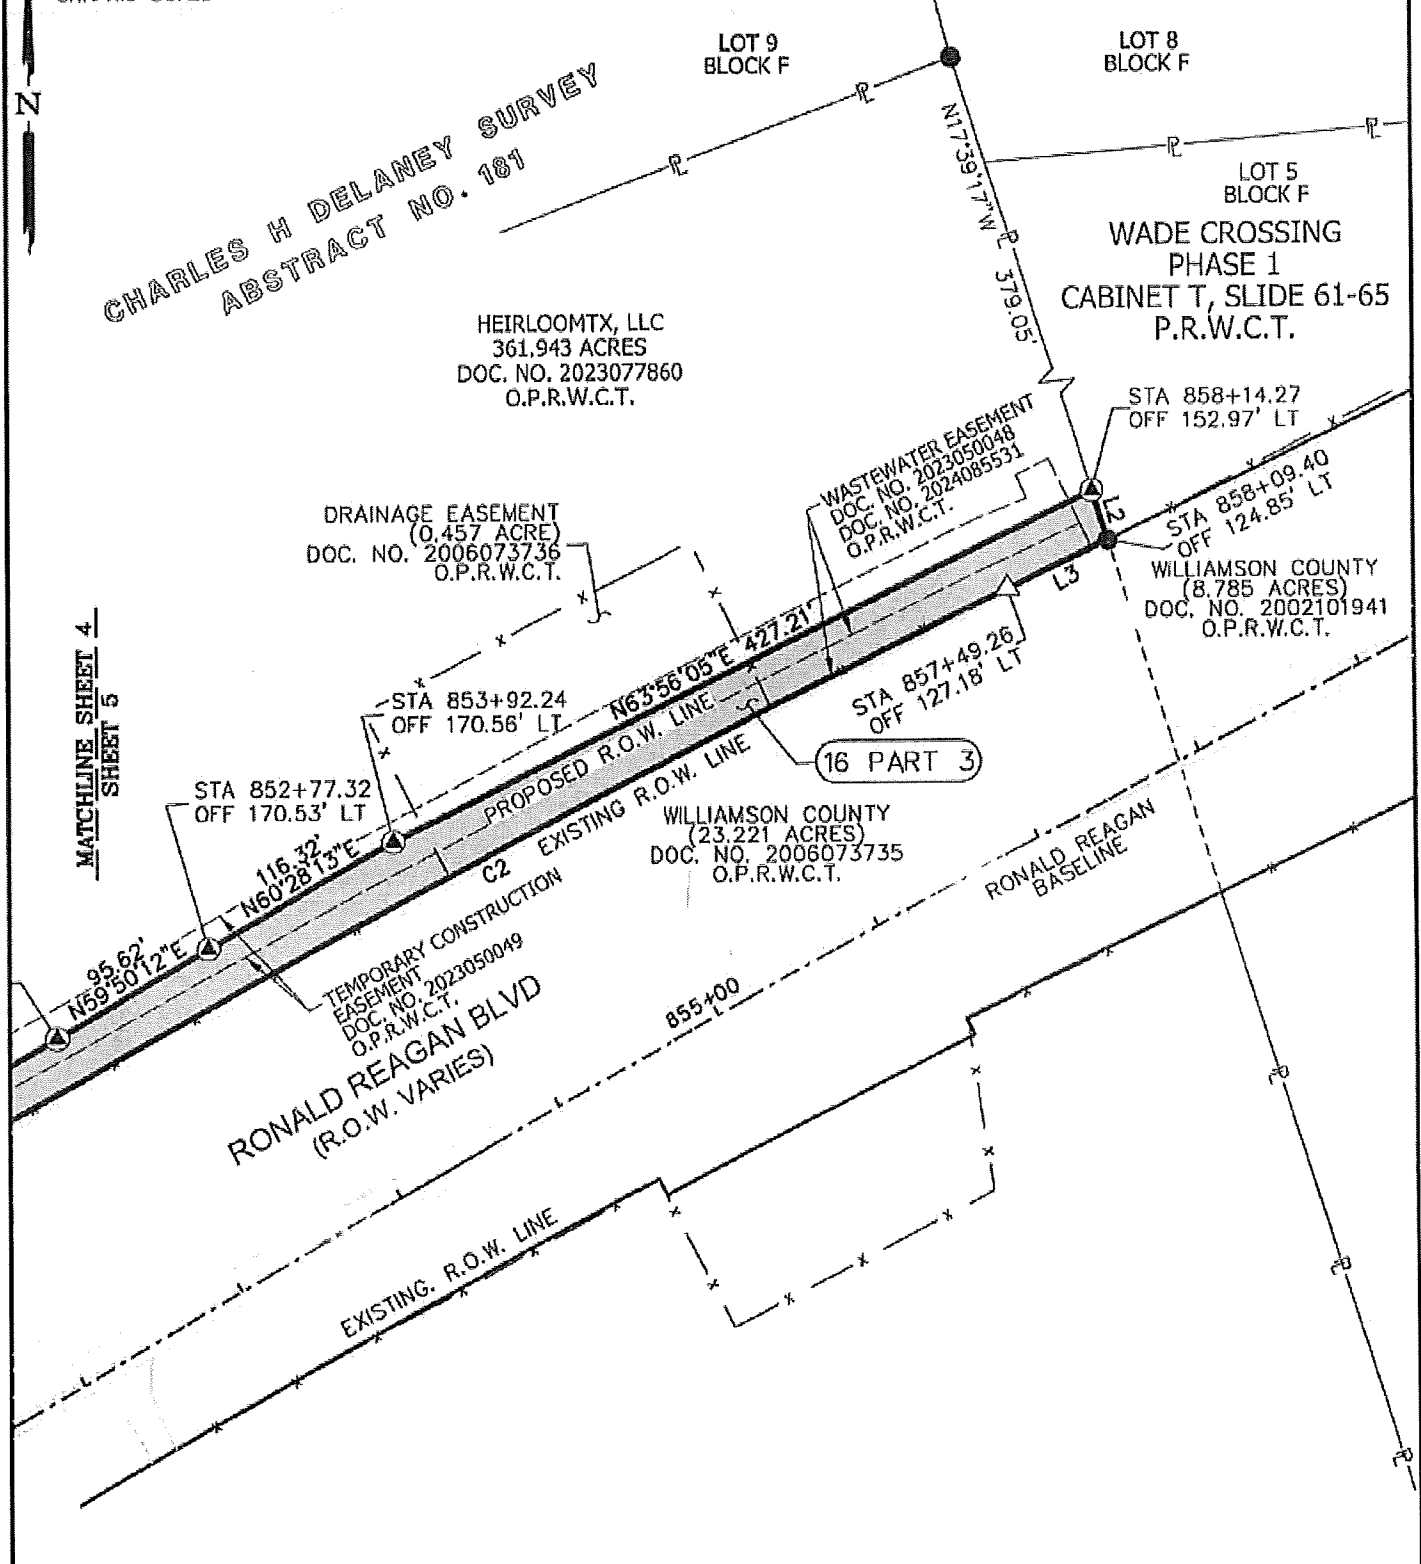 LOT 9
BLOCK F
LOT 8
BLOCK F
N
CHARLES H DELANEY SURVEY
ABSTRACT NO. 181
N17°39'17"W 379.05'
LOT 5
BLOCK F
WADE CROSSING
PHASE 1
CABINET T, SLIDE 61-65
P.R.W.C.T.
HEIRLOOMTX, LLC
361.943 ACRES
DOC. NO. 2023077860
O.P.R.W.C.T.
STA 858+14.27
OFF 152.97' LT
WASTEWATER EASEMENT
DOC. NO. 2023050048
DOC. NO. 2024085531
O.P.R.W.C.T.
L2
STA 858+09.40
OFF 124.85' LT
DRAINAGE EASEMENT
(0.457 ACRE)
DOC. NO. 2006073736
O.P.R.W.C.T.
L3
WILLIAMSON COUNTY
(8.785 ACRES)
DOC. NO. 2002101941
O.P.R.W.C.T.
MATCHLINE SHEET 4
SHEET 5
N63°56'05"E 427.21'
STA 857+49.26
OFF 127.18' LT
STA 853+92.24
OFF 170.56' LT
PROPOSED R.O.W. LINE
EXISTING R.O.W. LINE
16 PART 3
STA 852+77.32
OFF 170.53' LT
WILLIAMSON COUNTY
(23.221 ACRES)
DOC. NO. 2006073735
O.P.R.W.C.T.
RONALD REAGAN
BASELINE
116.32'
N60°28'13"E
C2
TEMPORARY CONSTRUCTION
EASEMENT
DOC. NO. 2023050049
O.P.R.W.C.T.
95.62'
N59°50'12"E
855+00
RONALD REAGAN BLVD
(R.O.W. VARIES)
EXISTING. R.O.W. LINE